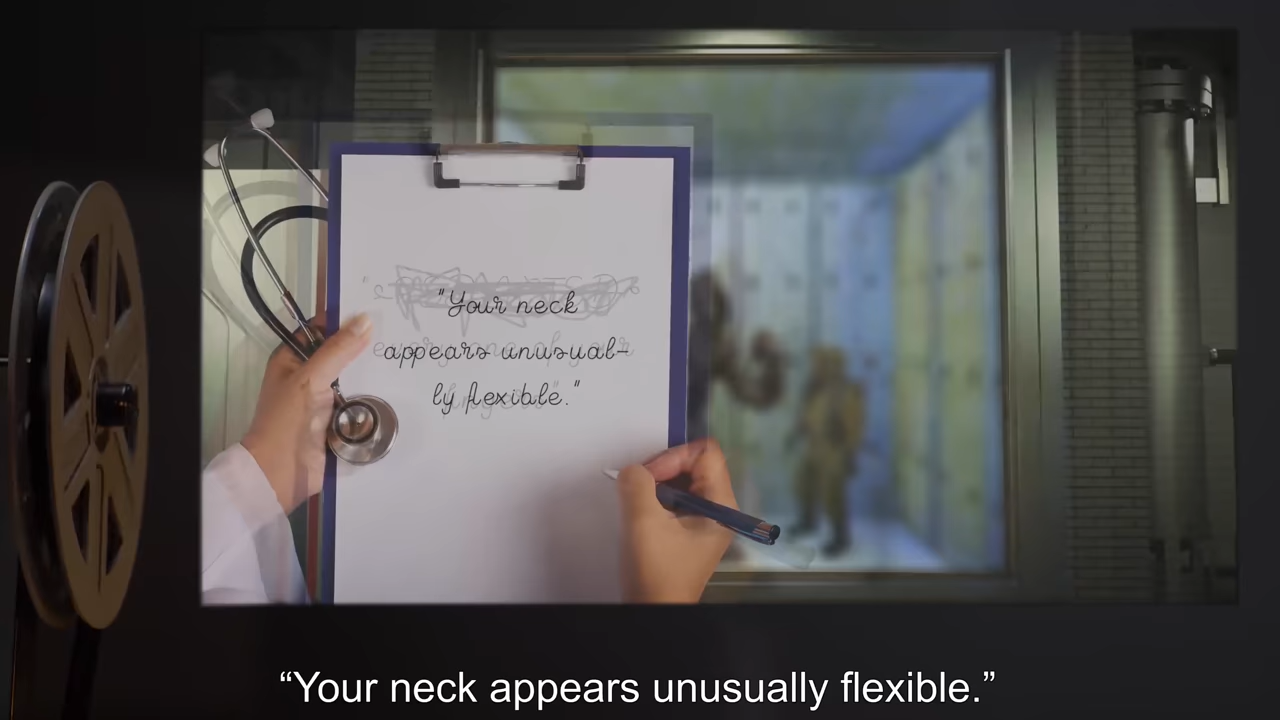 "Your neck
appears unusual-
ly flexible."
“Your neck appears unusually flexible.”